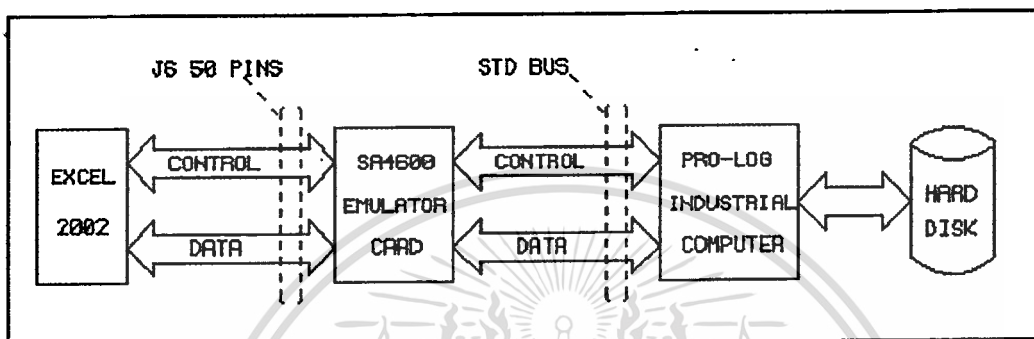 J6 50 PINS
STD BUS
EXCEL
2002
CONTROL
DATA
SA4600
EMULATOR
CARD
CONTROL
DATA
PRO-LOG
INDUSTRIAL
COMPUTER
HARD
DISK